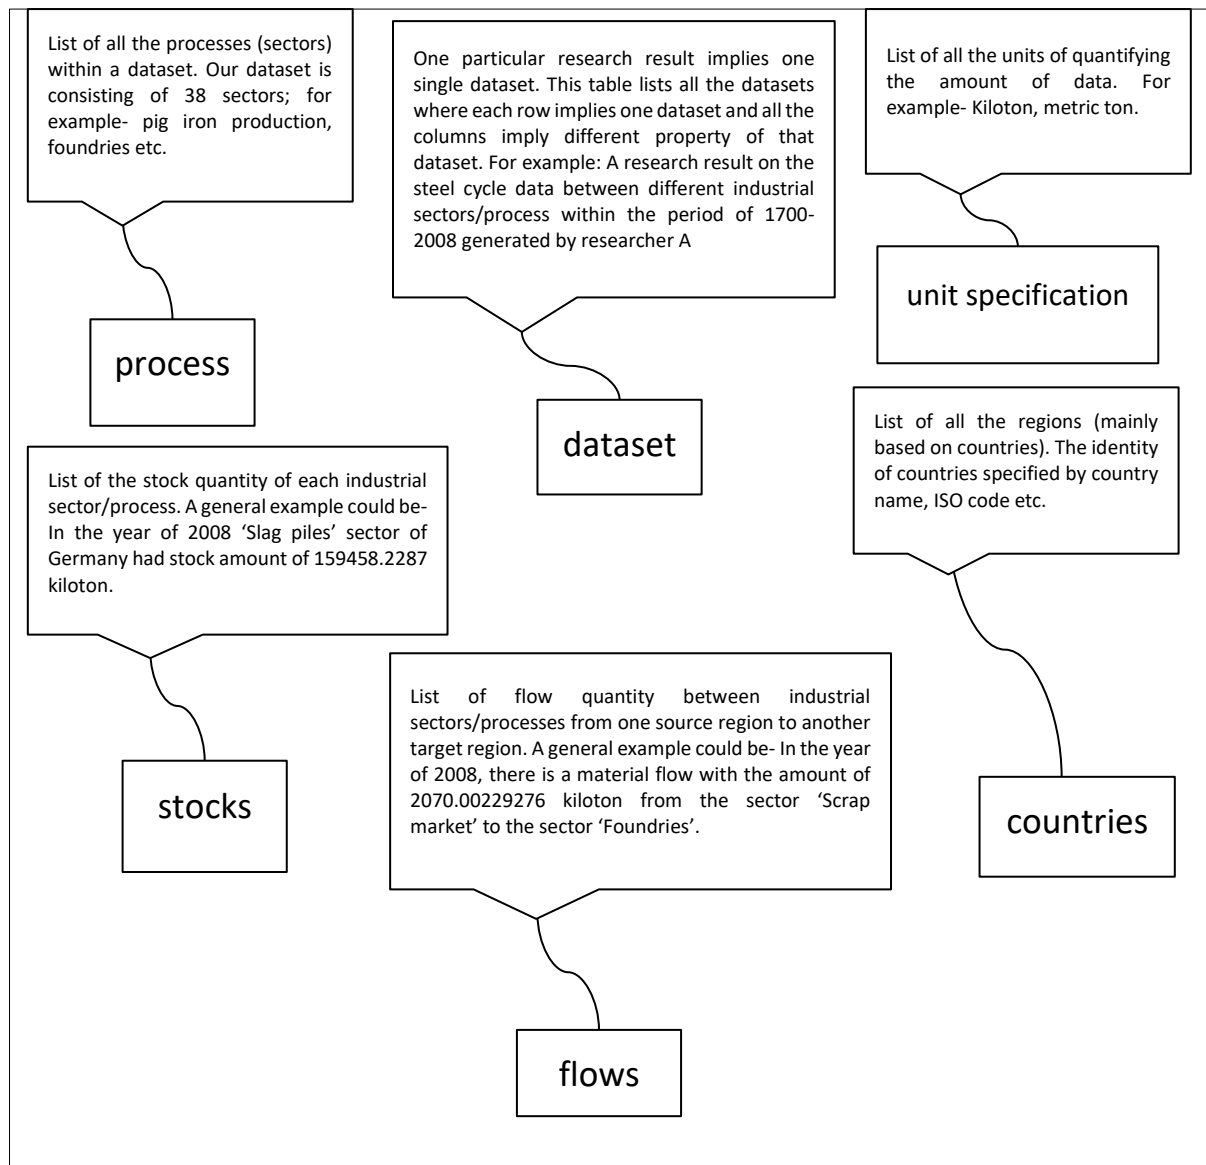 List of all the processes (sectors)
within a dataset. Our dataset is
consisting of 38 sectors; for
example- pig iron production,
foundries etc.
process
One particular research result implies one
single dataset. This table lists all the datasets
where each row implies one dataset and all the
columns imply different property of that
dataset. For example: A research result on the
steel cycle data between different industrial
sectors/process within the period of 1700-
2008 generated by researcher A
dataset
List of all the units of quantifying
the amount of data. For
example- Kiloton, metric ton.
unit specification
List of the stock quantity of each industrial
sector/process. A general example could be-
In the year of 2008 ‘Slag piles’ sector of
Germany had stock amount of 159458.2287
kiloton.
stocks
List of flow quantity between industrial
sectors/processes from one source region to another
target region. A general example could be- In the year
of 2008, there is a material flow with the amount of
2070.00229276 kiloton from the sector ‘Scrap
market’ to the sector ‘Foundries’.
flows
List of all the regions (mainly
based on countries). The identity
of countries specified by country
name, ISO code etc.
countries